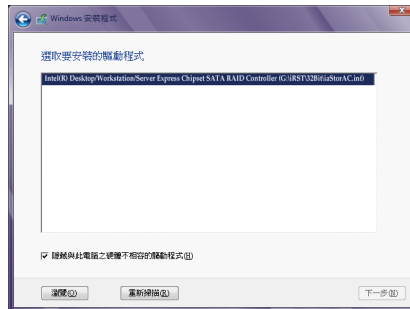 Windows 安裝程式
選取要安裝的驅動程式
Intel(R) Desktop/Workstation/Server Express Chipset SATA RAID Controller (G:\iRST\32Bit\iaStorAC.inf)
隱藏與此電腦之硬體不相容的驅動程式(H)
瀏覽(O)
重新掃描(R)
下一步(N)